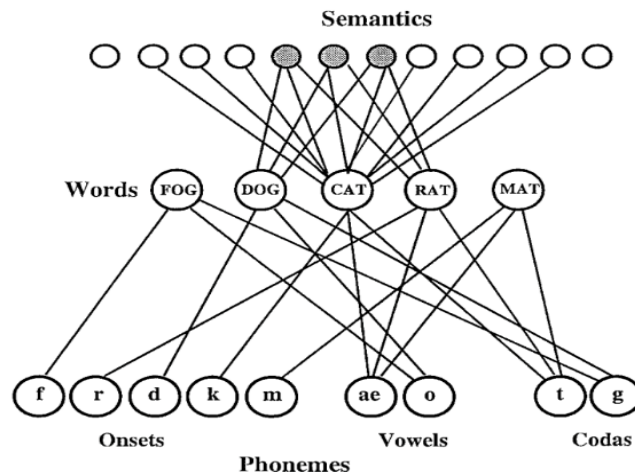 Semantics
Words FOG DOG CAT RAT MAT
f r d k m ae o t g
Onsets Vowels Codas
Phonemes